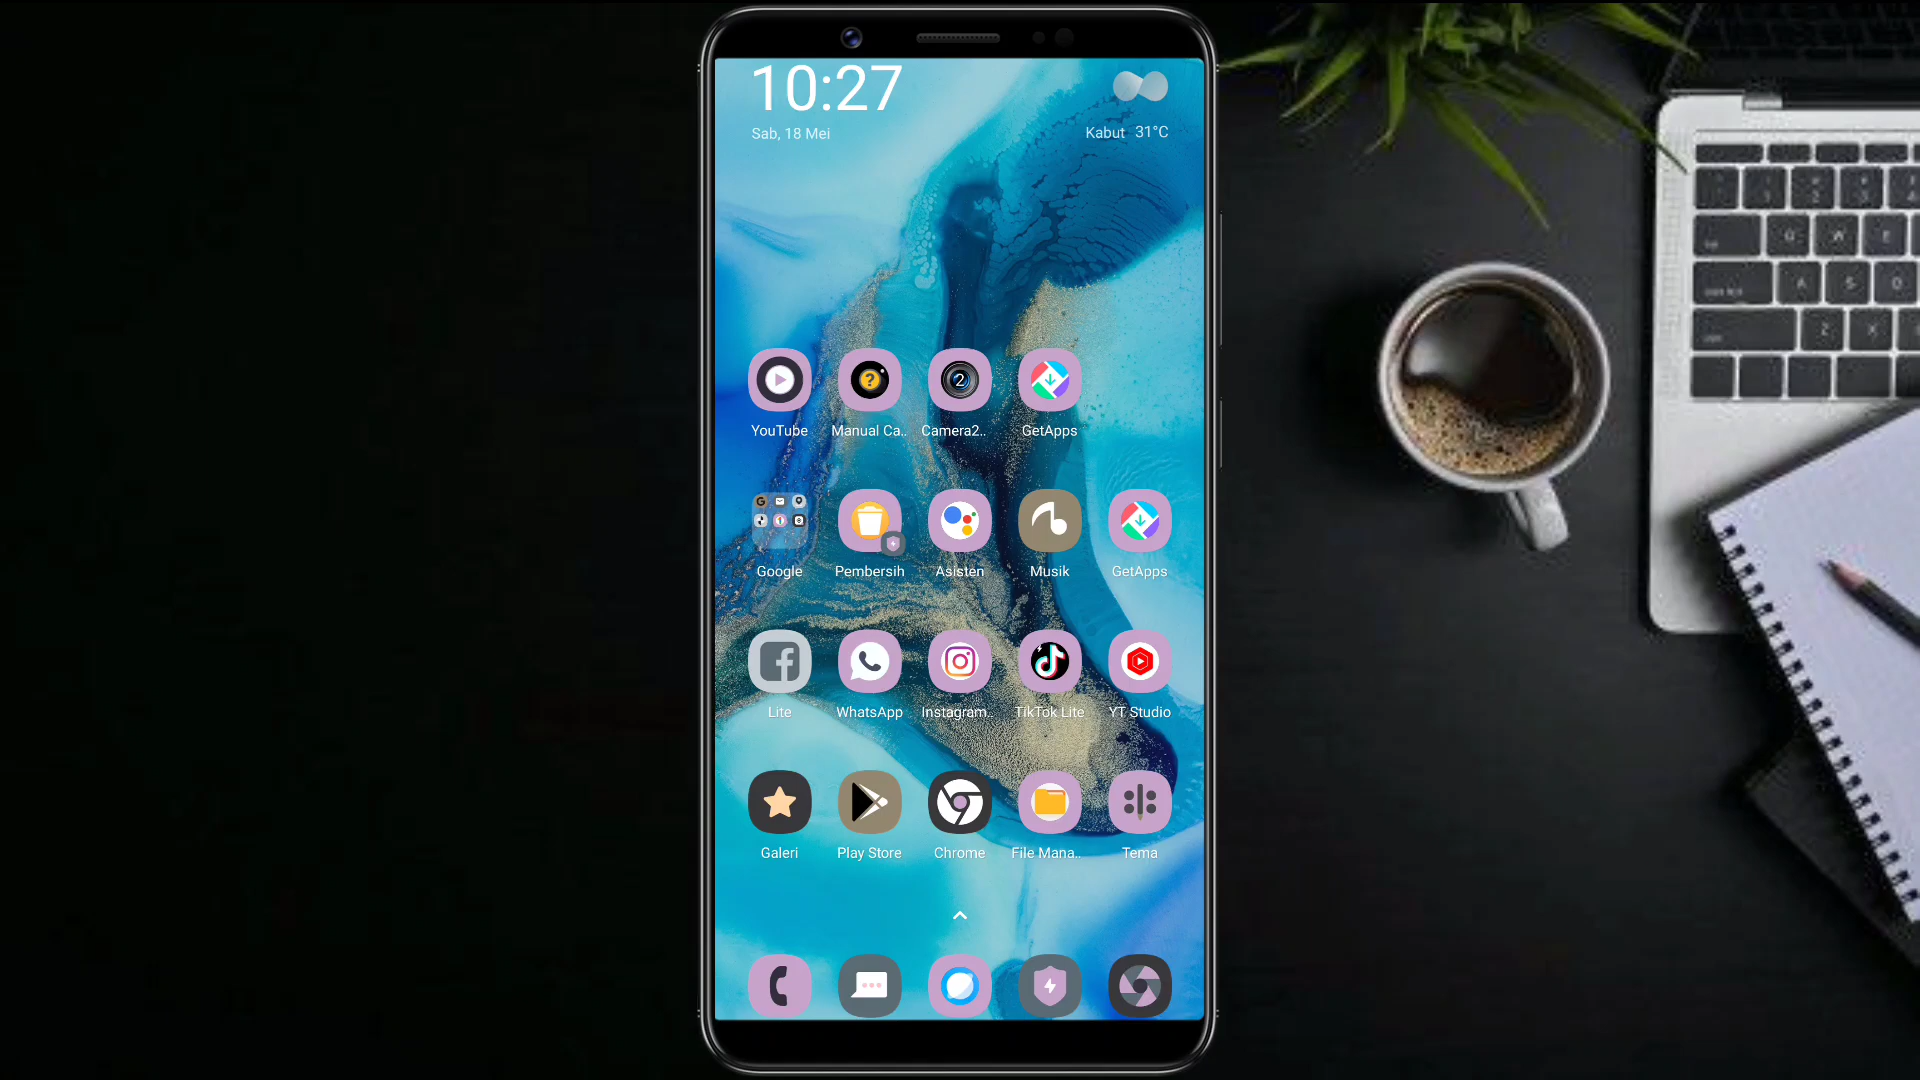 10:27
Sab, 18 Mei
Kabut 31°C
YouTube
Manual Ca..
Camera2..
GetApps
Google
Pembersih
Asisten
Musik
GetApps
Lite
WhatsApp
Instagram..
TikTok Lite
YT Studio
Galeri
Play Store
Chrome
File Mana..
Tema
2
Q W E
A S D
Z X